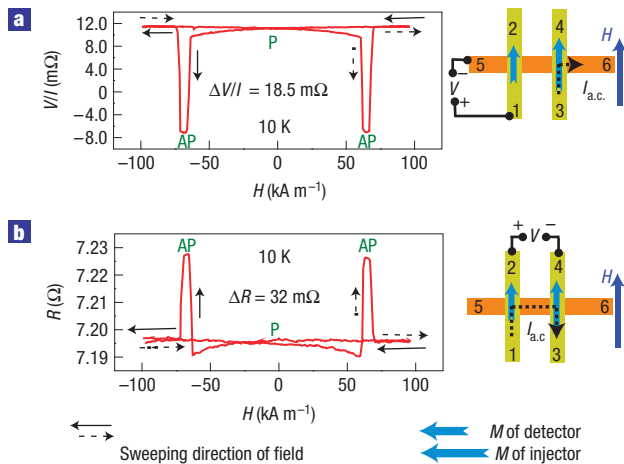 a
12.0
8.0
4.0
0.0
−4.0
−8.0
V/I (mΩ)
P
ΔV/I = 18.5 mΩ
10 K
AP
AP
−100
−50
0
50
100
H (kA m⁻¹)
2
4
H
5
6
V
−
+
I a.c.
1
3
b
7.23
7.22
7.21
7.20
7.19
R (Ω)
AP
10 K
AP
ΔR = 32 mΩ
P
−100
−50
0
50
100
H (kA m⁻¹)
+ V −
2
4
H
5
6
I a.c
1
3
Sweeping direction of field
M of detector
M of injector